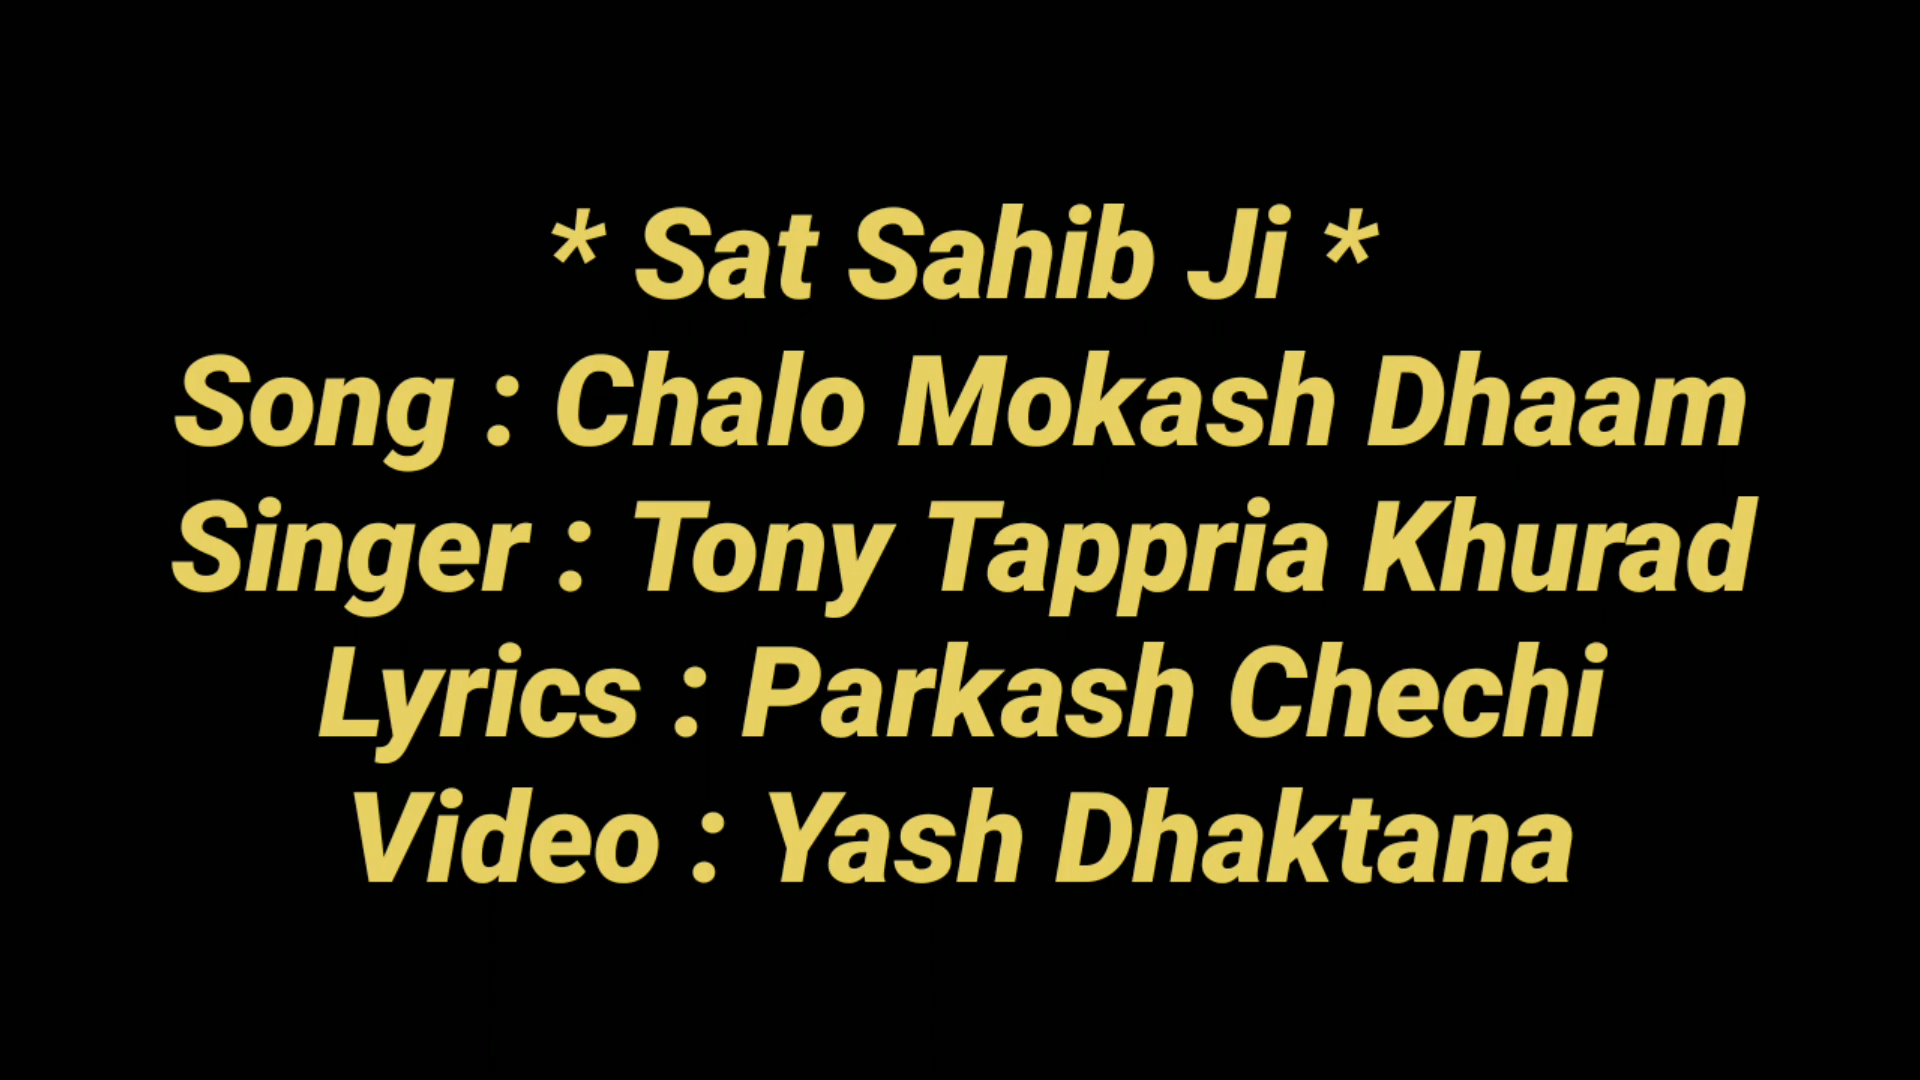 * Sat Sahib Ji *
Song : Chalo Mokash Dhaam
Singer : Tony Tappria Khurad
Lyrics : Parkash Chechi
Video : Yash Dhaktana